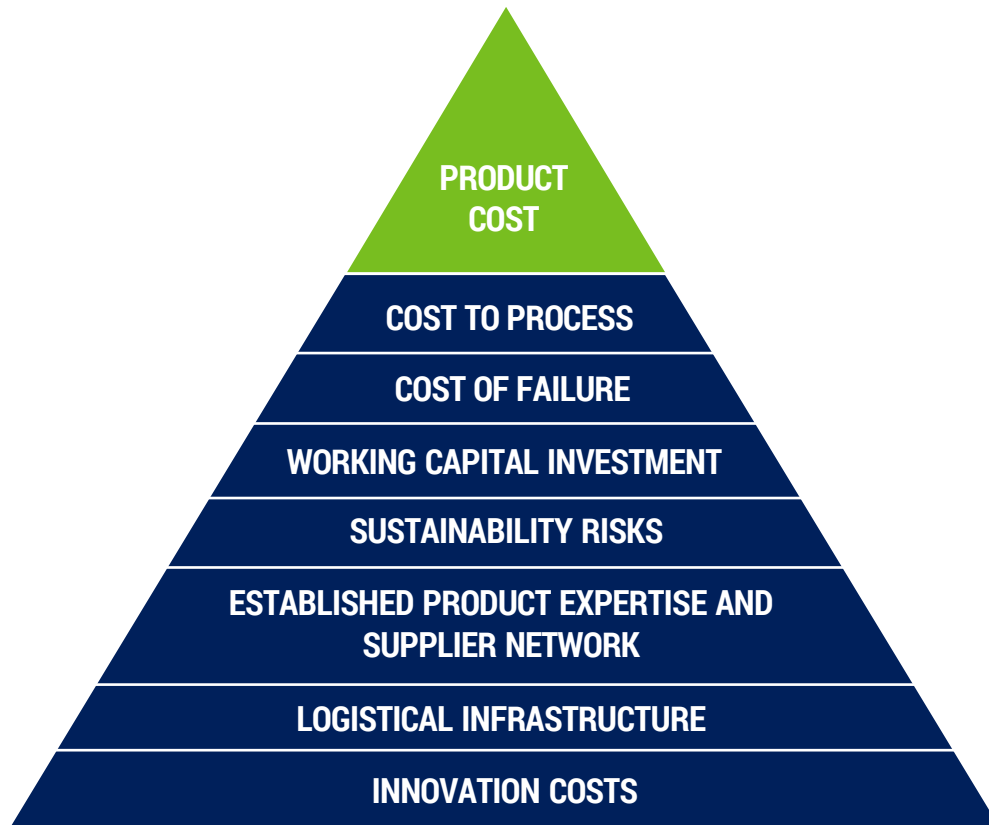 PRODUCT
COST
COST TO PROCESS
COST OF FAILURE
WORKING CAPITAL INVESTMENT
SUSTAINABILITY RISKS
ESTABLISHED PRODUCT EXPERTISE AND
SUPPLIER NETWORK
LOGISTICAL INFRASTRUCTURE
INNOVATION COSTS